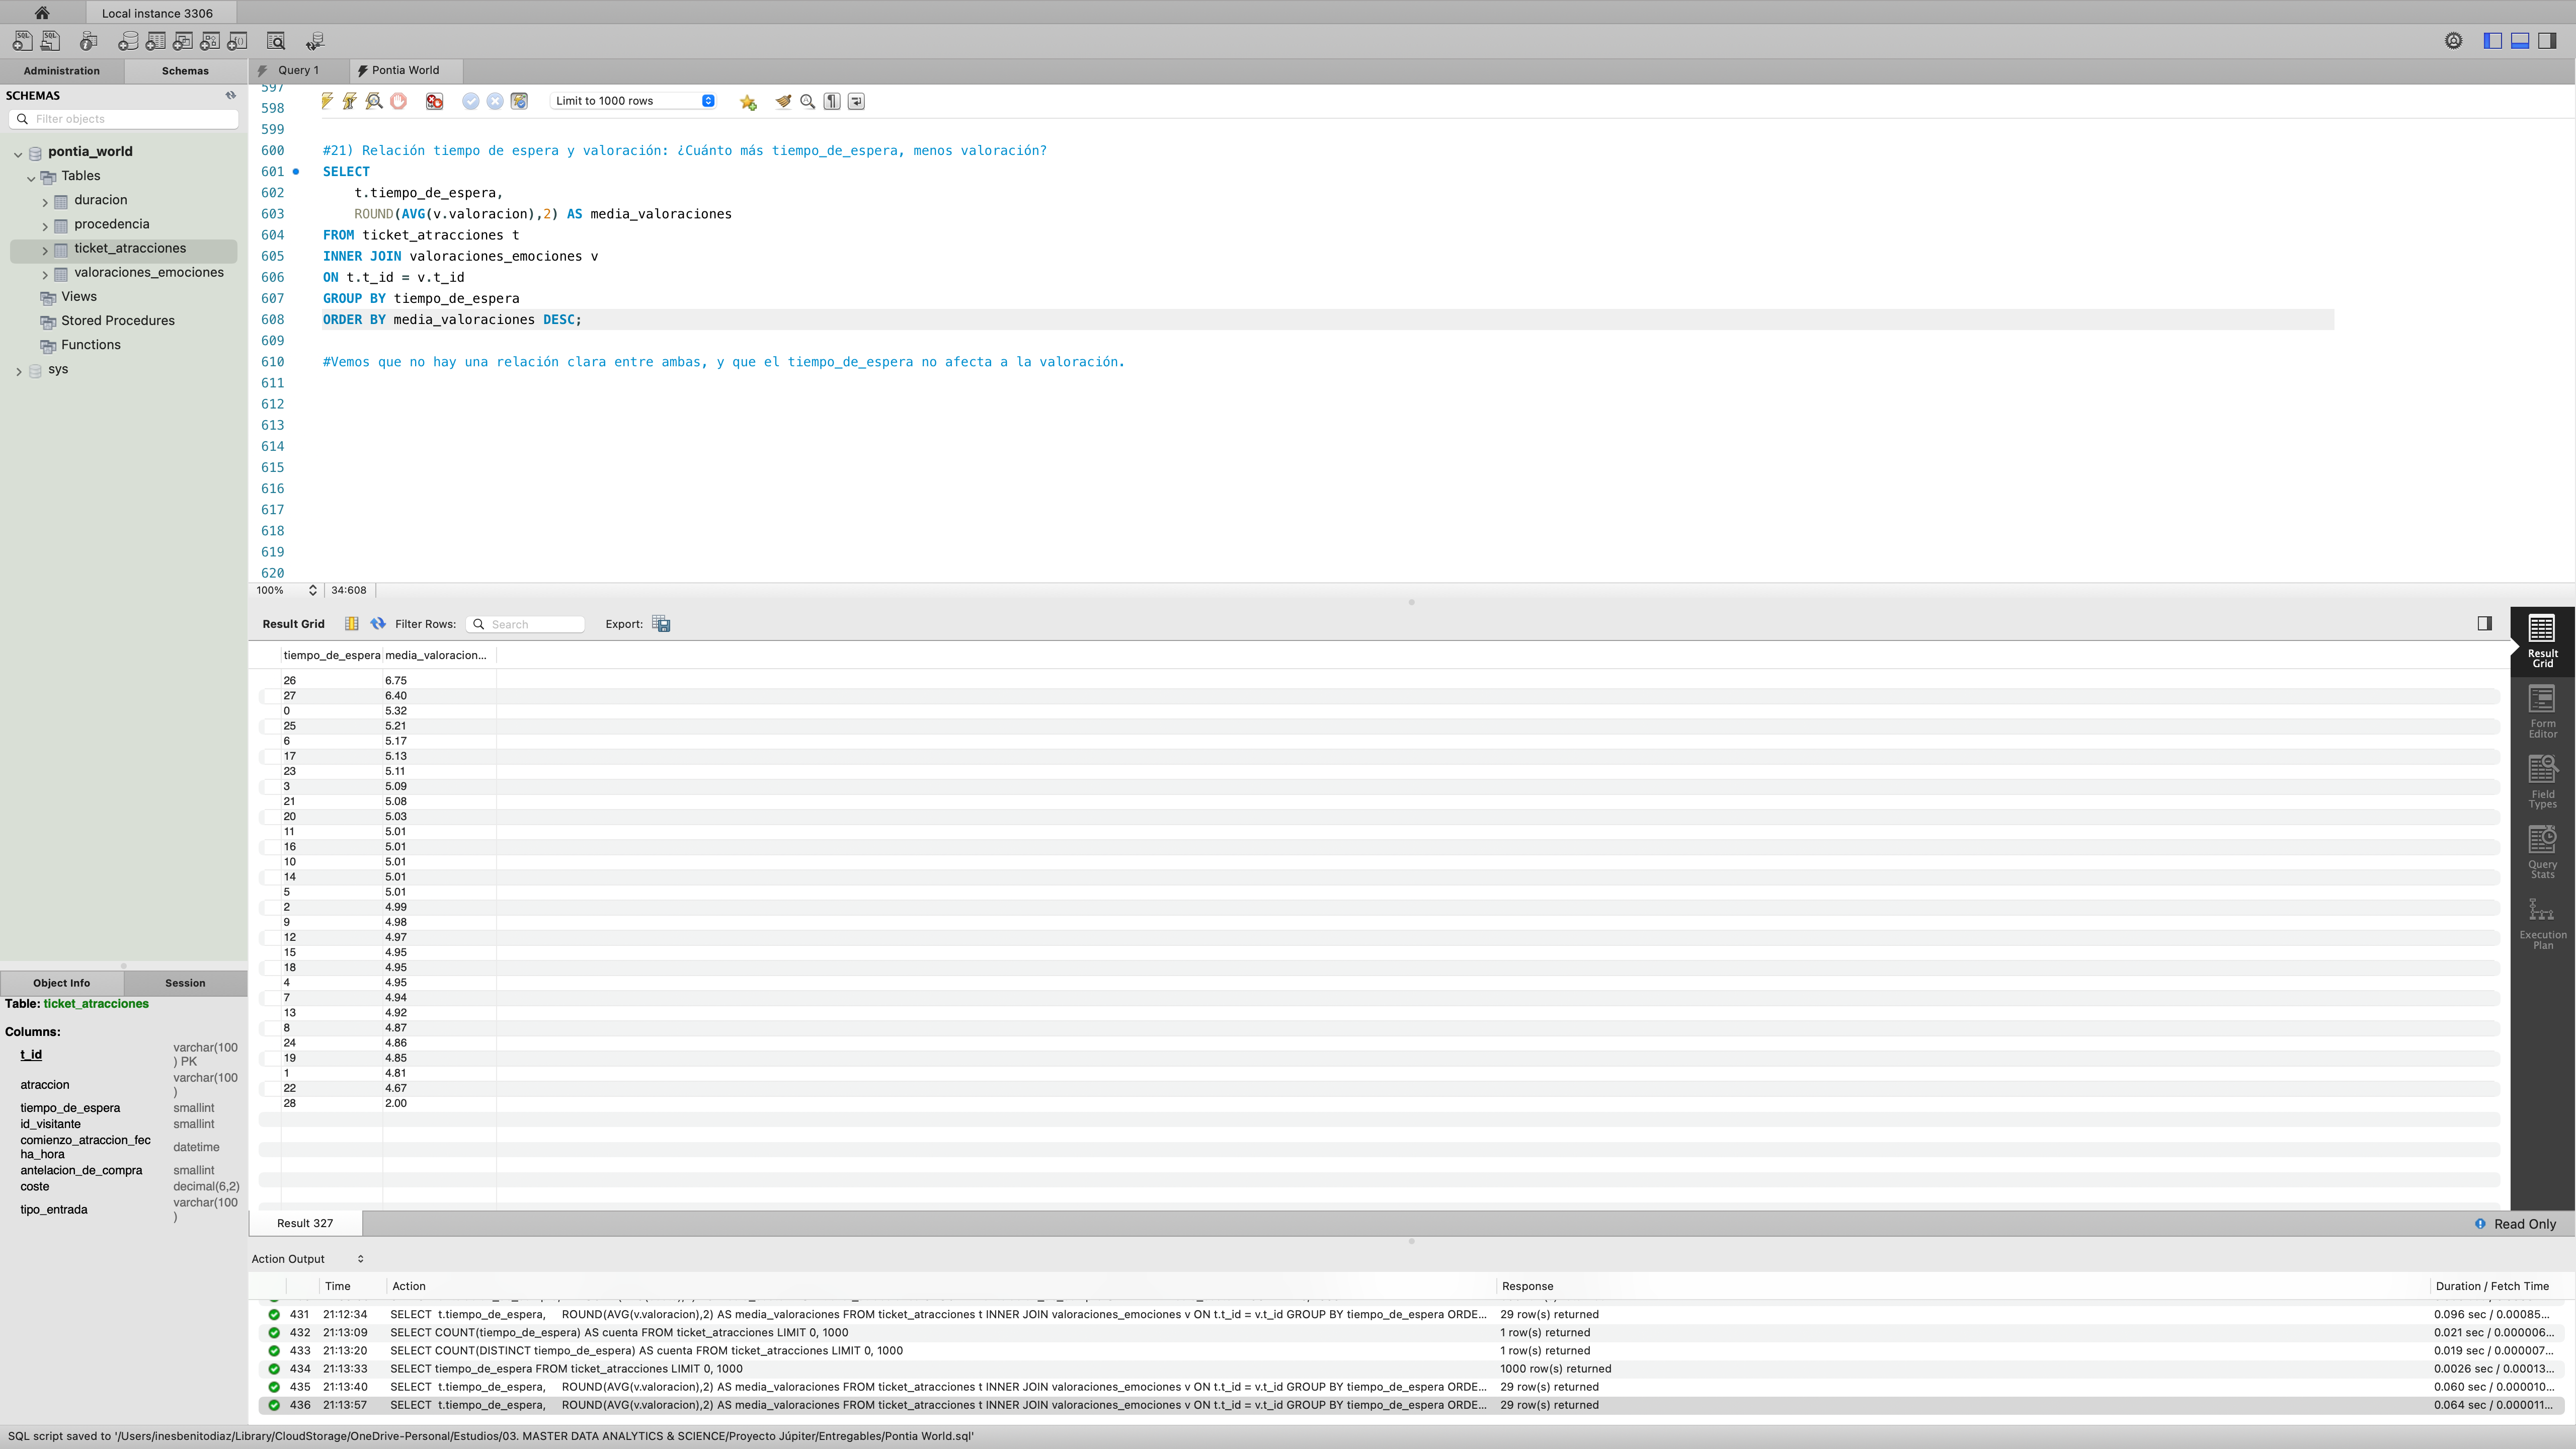 Local instance 3306
Administration
Schemas
Query 1
Pontia World
SCHEMAS
Filter objects
pontia_world
Tables
duracion
procedencia
ticket_atracciones
valoraciones_emociones
Views
Stored Procedures
Functions
sys
Limit to 1000 rows
597
598
599
600 #21) Relación tiempo de espera y valoración: ¿Cuánto más tiempo_de_espera, menos valoración?
601 SELECT
602 t.tiempo_de_espera,
603 ROUND(AVG(v.valoracion),2) AS media_valoraciones
604 FROM ticket_atracciones t
605 INNER JOIN valoraciones_emociones v
606 ON t.t_id = v.t_id
607 GROUP BY tiempo_de_espera
608 ORDER BY media_valoraciones DESC;
609
610 #Vemos que no hay una relación clara entre ambas, y que el tiempo_de_espera no afecta a la valoración.
611
612
613
614
615
616
617
618
619
620
100% 34:608
Result Grid Filter Rows: Search Export:
tiempo_de_espera media_valoracion...
26 6.75
27 6.40
0 5.32
25 5.21
6 5.17
17 5.13
23 5.11
3 5.09
21 5.08
20 5.03
11 5.01
16 5.01
10 5.01
14 5.01
5 5.01
2 4.99
9 4.98
12 4.97
15 4.95
18 4.95
4 4.95
7 4.94
13 4.92
8 4.87
24 4.86
19 4.85
1 4.81
22 4.67
28 2.00
Result
Grid
Form
Editor
Field
Types
Query
Stats
Execution
Plan
Object Info Session
Table: ticket_atracciones
Columns:
t_id varchar(100
) PK
atraccion varchar(100
)
tiempo_de_espera smallint
id_visitante smallint
comienzo_atraccion_fec
ha_hora datetime
antelacion_de_compra smallint
coste decimal(6,2)
tipo_entrada varchar(100
)
Result 327
Read Only
Action Output
Time Action Response Duration / Fetch Time
431 21:12:34 SELECT t.tiempo_de_espera, ROUND(AVG(v.valoracion),2) AS media_valoraciones FROM ticket_atracciones t INNER JOIN valoraciones_emociones v ON t.t_id = v.t_id GROUP BY tiempo_de_espera ORDE... 29 row(s) returned 0.096 sec / 0.00085...
432 21:13:09 SELECT COUNT(tiempo_de_espera) AS cuenta FROM ticket_atracciones LIMIT 0, 1000 1 row(s) returned 0.021 sec / 0.000006...
433 21:13:20 SELECT COUNT(DISTINCT tiempo_de_espera) AS cuenta FROM ticket_atracciones LIMIT 0, 1000 1 row(s) returned 0.019 sec / 0.000007...
434 21:13:33 SELECT tiempo_de_espera FROM ticket_atracciones LIMIT 0, 1000 1000 row(s) returned 0.0026 sec / 0.00013...
435 21:13:40 SELECT t.tiempo_de_espera, ROUND(AVG(v.valoracion),2) AS media_valoraciones FROM ticket_atracciones t INNER JOIN valoraciones_emociones v ON t.t_id = v.t_id GROUP BY tiempo_de_espera ORDE... 29 row(s) returned 0.060 sec / 0.000010...
436 21:13:57 SELECT t.tiempo_de_espera, ROUND(AVG(v.valoracion),2) AS media_valoraciones FROM ticket_atracciones t INNER JOIN valoraciones_emociones v ON t.t_id = v.t_id GROUP BY tiempo_de_espera ORDE... 29 row(s) returned 0.064 sec / 0.000011...
SQL script saved to '/Users/inesbenitodiaz/Library/CloudStorage/OneDrive-Personal/Estudios/03. MASTER DATA ANALYTICS & SCIENCE/Proyecto Júpiter/Entregables/Pontia World.sql'